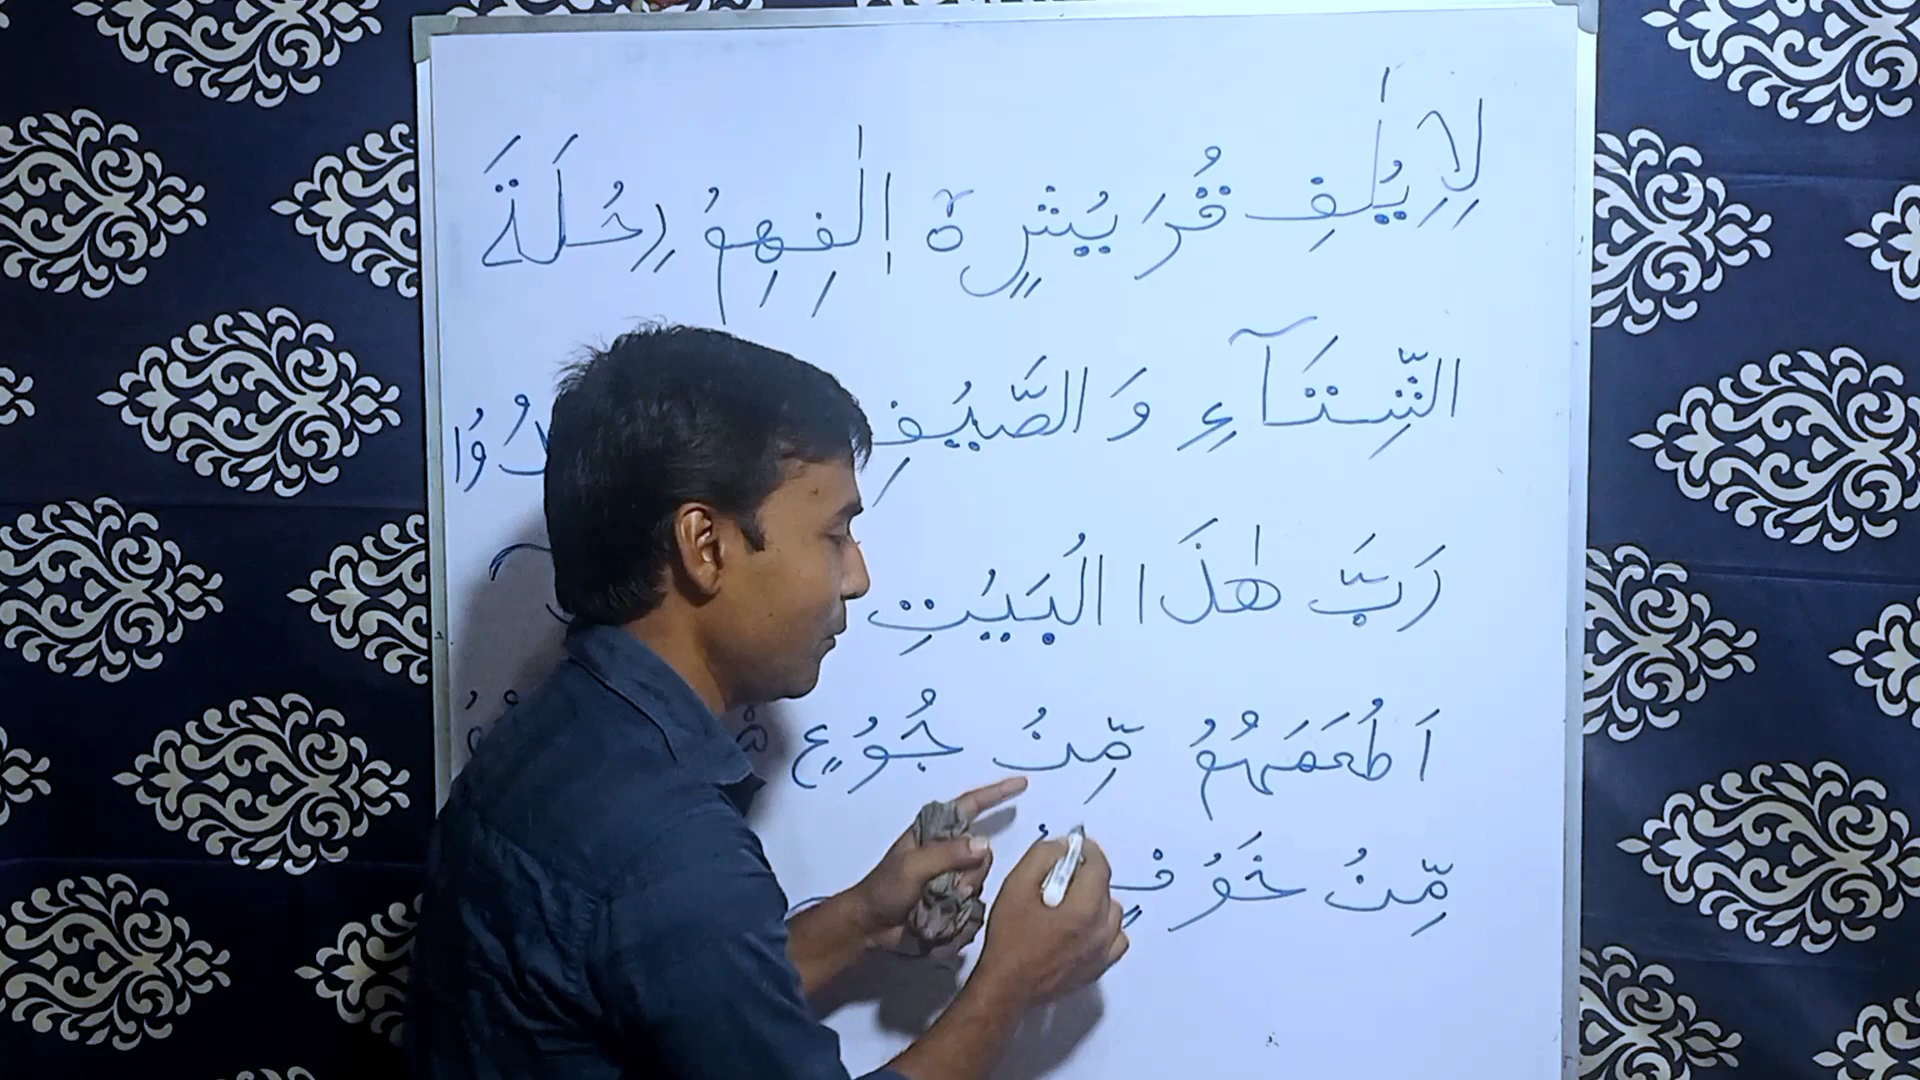 لِاِيْلٰفِ قُرَيْشٍ ۙ اٖلٰفِهِمْ رِحْلَةَ
الشِّتَآءِ وَ الصَّيْفِ
رَبَّ هٰذَا الْبَيْتِ
اَطْعَمَهُمْ مِّنْ جُوْعٍ
مِّنْ خَوْفٍ